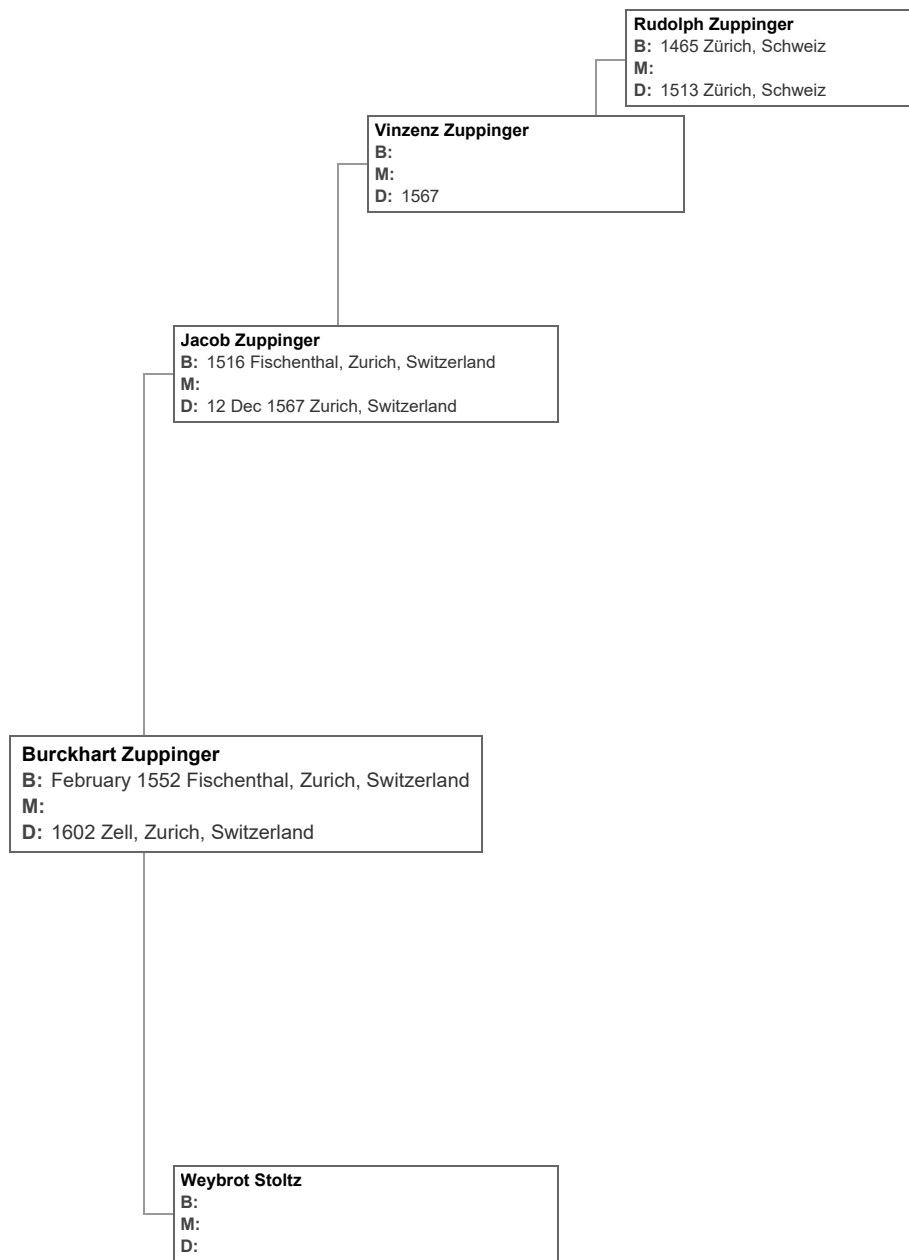 Rudolph Zuppinger
B: 1465 Zürich, Schweiz
M:
D: 1513 Zürich, Schweiz
Vinzenz Zuppinger
B:
M:
D: 1567
Jacob Zuppinger
B: 1516 Fischenthal, Zurich, Switzerland
M:
D: 12 Dec 1567 Zurich, Switzerland
Burckhart Zuppinger
B: February 1552 Fischenthal, Zurich, Switzerland
M:
D: 1602 Zell, Zurich, Switzerland
Weybrot Stoltz
B:
M:
D: